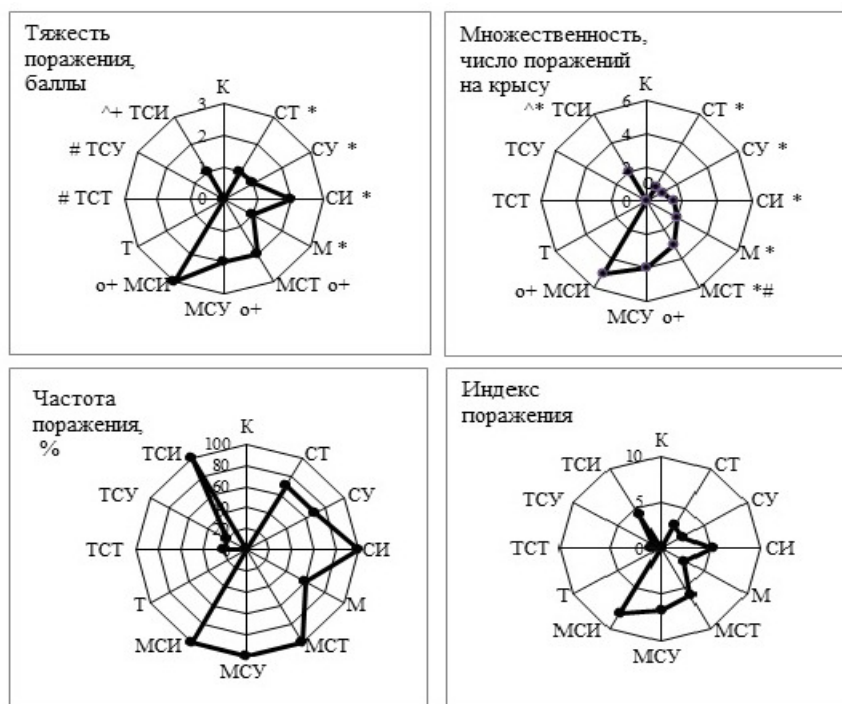 Тяжесть
поражения,
баллы
К
3
2
0
СТ *
СУ *
СИ *
М *
МСТ o+
МСУ o+
o+ МСИ
Т
# ТСТ
# ТСУ
^+ ТСИ
Множественность,
число поражений
на крысу
К
6
4
2
0
0
СТ *
СУ *
СИ *
М *
МСТ *#
МСУ o+
o+ МСИ
Т
ТСТ
ТСУ
^* ТСИ
Частота
поражения,
%
К
100
80
60
40
СТ
СУ
СИ
М
МСТ
МСУ
МСИ
Т
ТСТ
ТСУ
ТСИ
Индекс
поражения
К
10
5
0
СТ
СУ
СИ
М
МСТ
МСУ
МСИ
Т
ТСТ
ТСУ
ТСИ